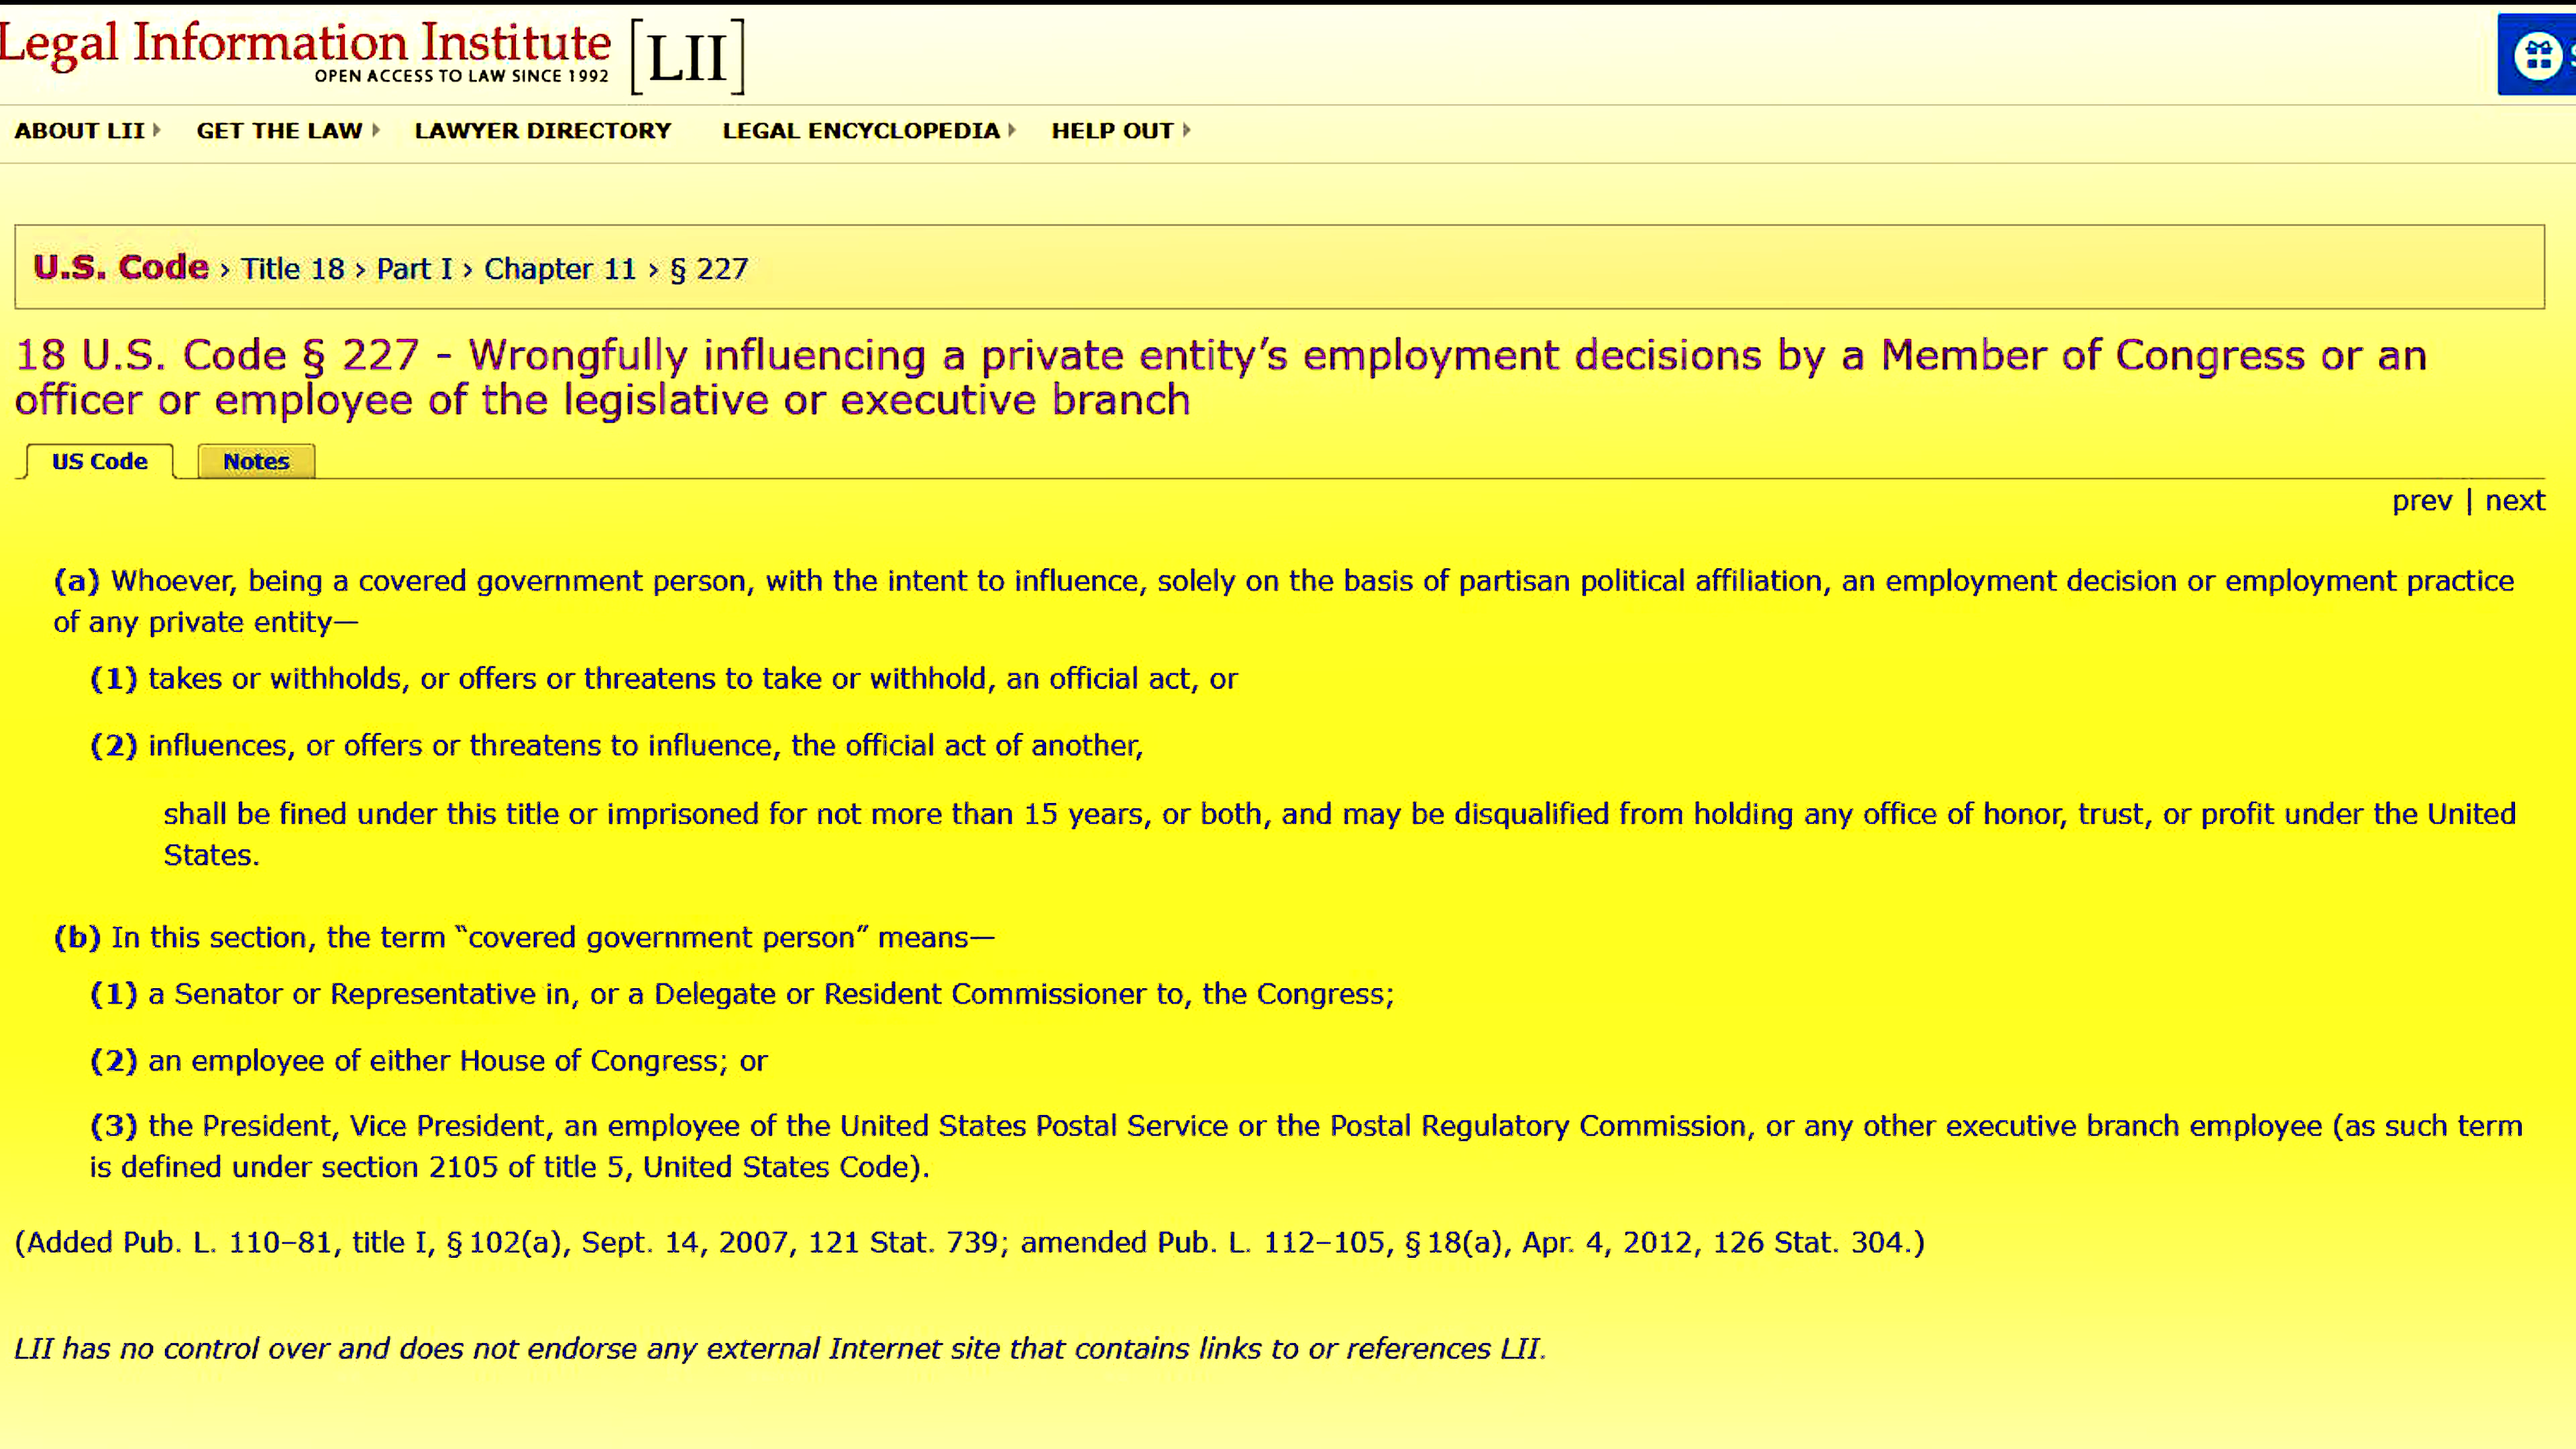 Legal Information Institute [LII]
OPEN ACCESS TO LAW SINCE 1992
ABOUT LII GET THE LAW LAWYER DIRECTORY LEGAL ENCYCLOPEDIA HELP OUT
U.S. Code › Title 18 › Part I › Chapter 11 › § 227
18 U.S. Code § 227 - Wrongfully influencing a private entity’s employment decisions by a Member of Congress or an
officer or employee of the legislative or executive branch
US Code Notes
prev | next
(a) Whoever, being a covered government person, with the intent to influence, solely on the basis of partisan political affiliation, an employment decision or employment practice
of any private entity—
(1) takes or withholds, or offers or threatens to take or withhold, an official act, or
(2) influences, or offers or threatens to influence, the official act of another,
shall be fined under this title or imprisoned for not more than 15 years, or both, and may be disqualified from holding any office of honor, trust, or profit under the United
States.
(b) In this section, the term “covered government person” means—
(1) a Senator or Representative in, or a Delegate or Resident Commissioner to, the Congress;
(2) an employee of either House of Congress; or
(3) the President, Vice President, an employee of the United States Postal Service or the Postal Regulatory Commission, or any other executive branch employee (as such term
is defined under section 2105 of title 5, United States Code).
(Added Pub. L. 110–81, title I, § 102(a), Sept. 14, 2007, 121 Stat. 739; amended Pub. L. 112–105, § 18(a), Apr. 4, 2012, 126 Stat. 304.)
LII has no control over and does not endorse any external Internet site that contains links to or references LII.